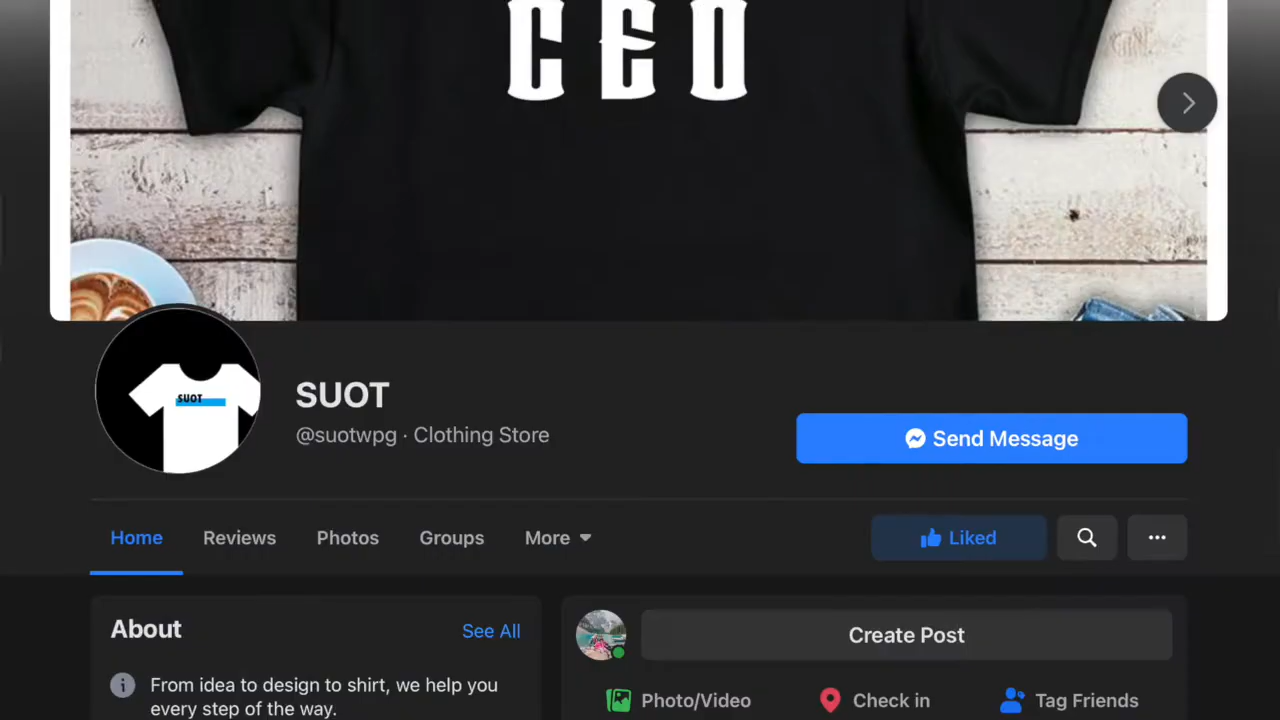 CEO
SUOT
SUOT
@suotwpg · Clothing Store
Send Message
Home Reviews Photos Groups More
Liked
About See All
Create Post
From idea to design to shirt, we help you
every step of the way.
Photo/Video Check in Tag Friends